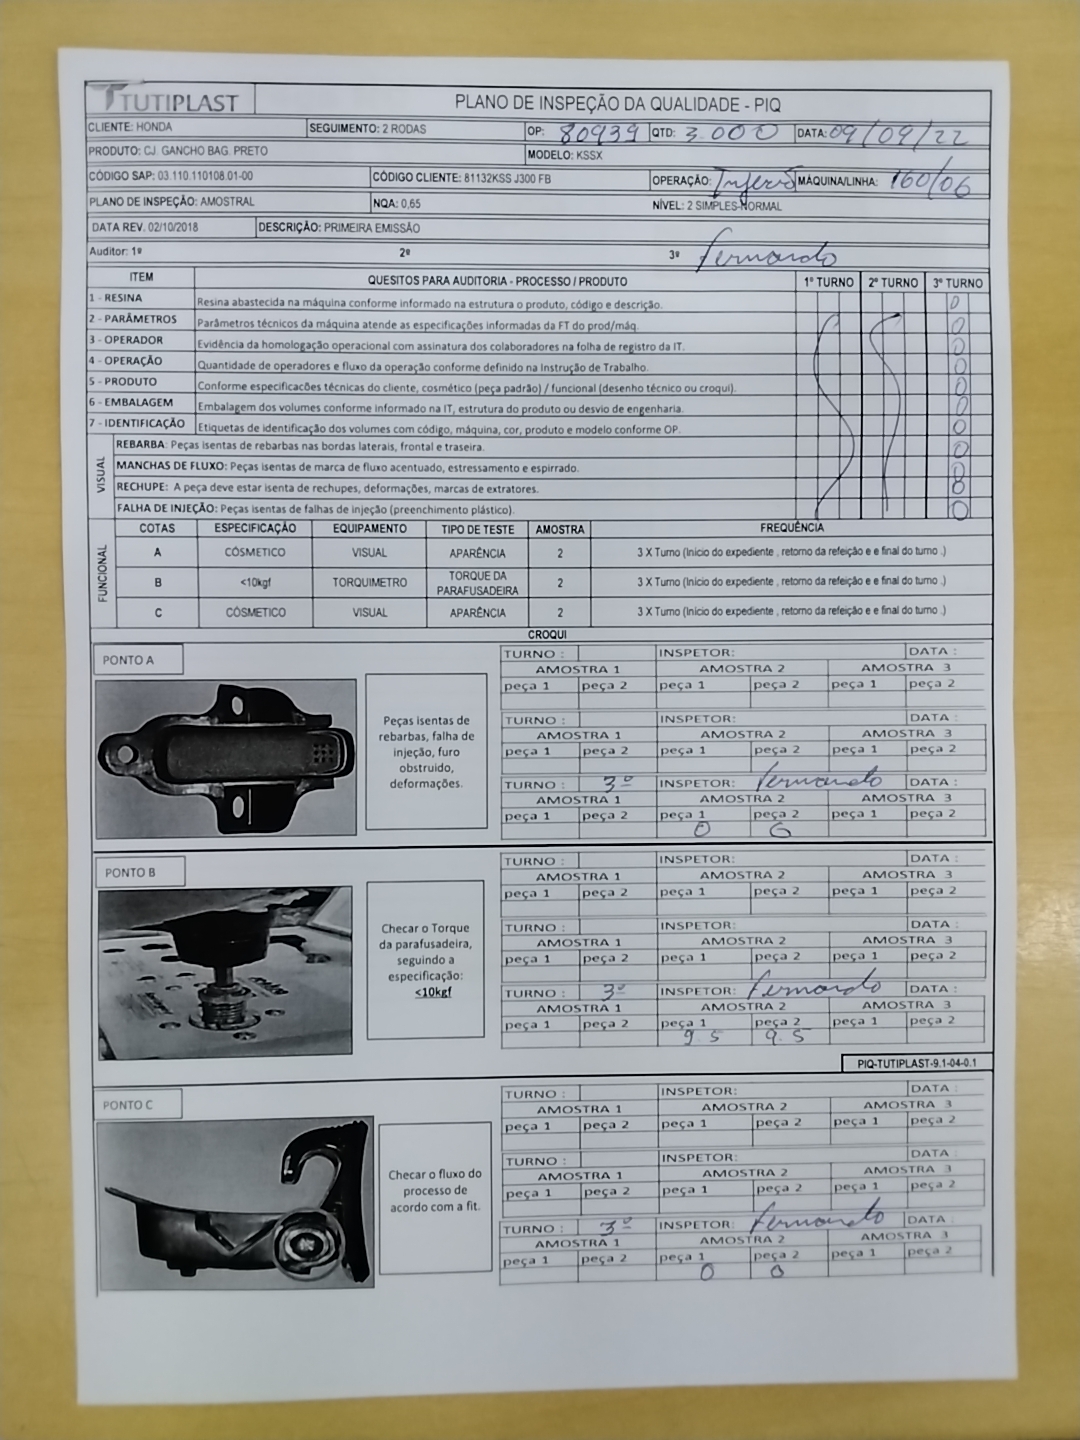 TUTIPLAST PLANO DE INSPEÇÃO DA QUALIDADE - PIQ
CLIENTE: HONDA SEGUIMENTO: 2 RODAS OP: 80939 QTD: 3.000 DATA: 09/09/22
PRODUTO: CJ. GANCHO BAG. PRETO MODELO: KSSX
CÓDIGO SAP: 03.110.110108.01-00 CÓDIGO CLIENTE: 81132KSS J300 FB OPERAÇÃO: MÁQUINA/LINHA: 160/06
PLANO DE INSPEÇÃO: AMOSTRAL NQA: 0,65 NÍVEL: 2 SIMPLES-NORMAL
DATA REV. 02/10/2018 DESCRIÇÃO: PRIMEIRA EMISSÃO
Auditor: 1º 2º 3º Fernando
ITEM QUESITOS PARA AUDITORIA - PROCESSO / PRODUTO 1º TURNO 2º TURNO 3º TURNO
1 - RESINA Resina abastecida na máquina conforme informado na estrutura o produto, código e descrição. 0
2 - PARÂMETROS Parâmetros técnicos da máquina atende as especificações informadas da FT do prod/máq. 0
3 - OPERADOR Evidência da homologação operacional com assinatura dos colaboradores na folha de registro da IT. 0
4 - OPERAÇÃO Quantidade de operadores e fluxo da operação conforme definido na Instrução de Trabalho. 0
5 - PRODUTO Conforme especificacões técnicas do cliente, cosmético (peça padrão) / funcional (desenho técnico ou croqui). 0
6 - EMBALAGEM Embalagem dos volumes conforme informado na IT, estrutura do produto ou desvio de engenharia. 0
7 - IDENTIFICAÇÃO Etiquetas de identificação dos volumes com código, máquina, cor, produto e modelo conforme OP. 0
VISUAL
REBARBA: Peças isentas de rebarbas nas bordas laterais, frontal e traseira. 0
MANCHAS DE FLUXO: Peças isentas de marca de fluxo acentuado, estressamento e espirrado. 0
RECHUPE: A peça deve estar isenta de rechupes, deformações, marcas de extratores. 0
FALHA DE INJEÇÃO: Peças isentas de falhas de injeção (preenchimento plástico). 0
FUNCIONAL
COTAS ESPECIFICAÇÃO EQUIPAMENTO TIPO DE TESTE AMOSTRA FREQUÊNCIA
A CÓSMETICO VISUAL APARÊNCIA 2 3 X Turno (Inicio do expediente , retorno da refeição e e final do turno .)
B <10kgf TORQUIMETRO TORQUE DA PARAFUSADEIRA 2 3 X Turno (Inicio do expediente , retorno da refeição e e final do turno .)
C CÓSMETICO VISUAL APARÊNCIA 2 3 X Turno (Inicio do expediente , retorno da refeição e e final do turno .)
CROQUI
PONTO A
Peças isentas de
rebarbas, falha de
injeção, furo
obstruido,
deformações.
TURNO : INSPETOR: DATA :
AMOSTRA 1 AMOSTRA 2 AMOSTRA 3
peça 1 peça 2 peça 1 peça 2 peça 1 peça 2
TURNO : INSPETOR: DATA :
AMOSTRA 1 AMOSTRA 2 AMOSTRA 3
peça 1 peça 2 peça 1 peça 2 peça 1 peça 2
TURNO : 3º INSPETOR: Fernando DATA :
AMOSTRA 1 AMOSTRA 2 AMOSTRA 3
peça 1 peça 2 peça 1 peça 2 peça 1 peça 2
0
PONTO B
Checar o Torque
da parafusadeira,
seguindo a
especificação:
<10kgf
TURNO : INSPETOR: DATA :
AMOSTRA 1 AMOSTRA 2 AMOSTRA 3
peça 1 peça 2 peça 1 peça 2 peça 1 peça 2
TURNO : INSPETOR: DATA :
AMOSTRA 1 AMOSTRA 2 AMOSTRA 3
peça 1 peça 2 peça 1 peça 2 peça 1 peça 2
TURNO : 3º INSPETOR: Fernando DATA :
AMOSTRA 1 AMOSTRA 2 AMOSTRA 3
peça 1 peça 2 peça 1 peça 2 peça 1 peça 2
9.5 9.5
PIQ-TUTIPLAST-9.1-04-0.1
PONTO C
Checar o fluxo do
processo de
acordo com a fit.
TURNO : INSPETOR: DATA :
AMOSTRA 1 AMOSTRA 2 AMOSTRA 3
peça 1 peça 2 peça 1 peça 2 peça 1 peça 2
TURNO : INSPETOR: DATA
AMOSTRA 1 AMOSTRA 2 AMOSTRA 3
peça 1 peça 2 peça 1 peça 2 peça 1 peça 2
TURNO : 3º INSPETOR: Fernando DATA
AMOSTRA 1 AMOSTRA 2 AMOSTRA 3
peça 1 peça 2 peça 1 peça 2 peça 1 peça 2
0 0